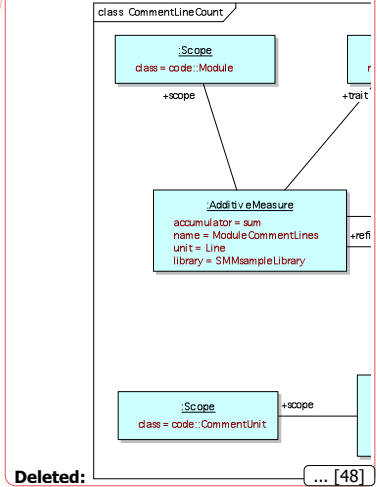 class CommentLineCount
:Scope
class = code::Module
+scope
+trait
:AdditiveMeasure
accumulator = sum
name = ModuleCommentLines
unit = Line
library = SMMsampleLibrary
+refi
:Scope
class = code::CommentUnit
+scope
Deleted:
... [48]